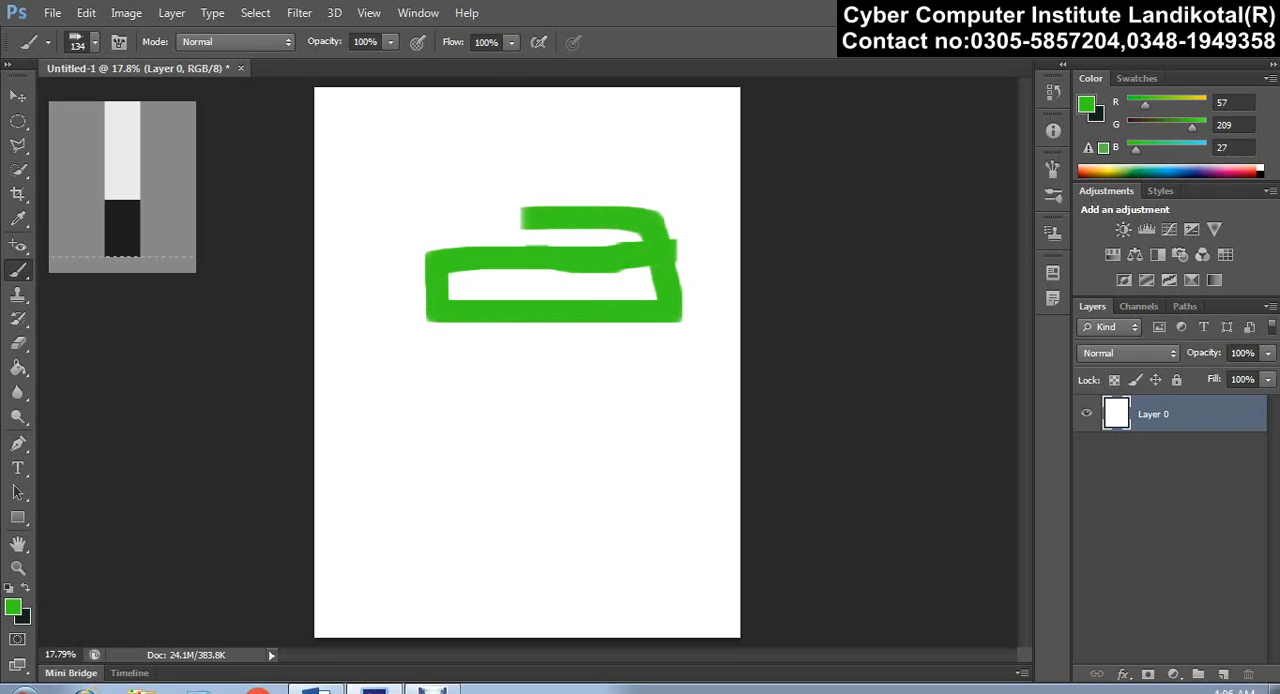 Ps File Edit Image Layer Type Select Filter 3D View Window Help
Cyber Computer Institute Landikotal(R)
Contact no:0305-5857204,0348-1949358
134 Mode: Normal Opacity: 100% Flow: 100%
Untitled-1 @ 17.8% (Layer 0, RGB/8) * ×
Color Swatches
R 57
G 209
B 27
Adjustments Styles
Add an adjustment
Layers Channels Paths
Kind
Normal Opacity: 100%
Lock: Fill: 100%
Layer 0
17.79% Doc: 24.1M/383.8K
Mini Bridge Timeline